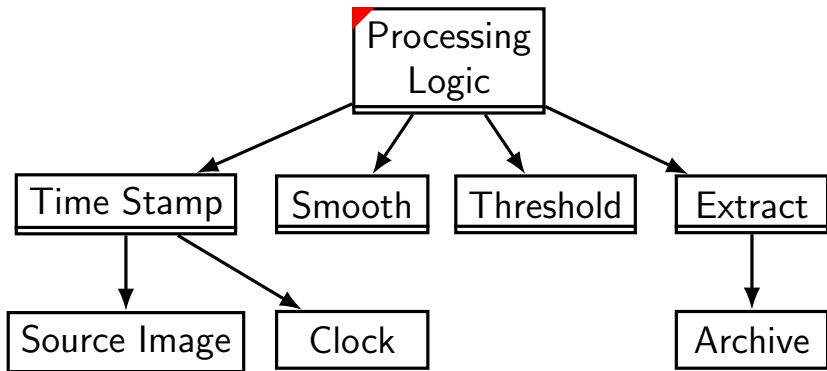 Processing
Logic
Time Stamp
Smooth
Threshold
Extract
Source Image
Clock
Archive